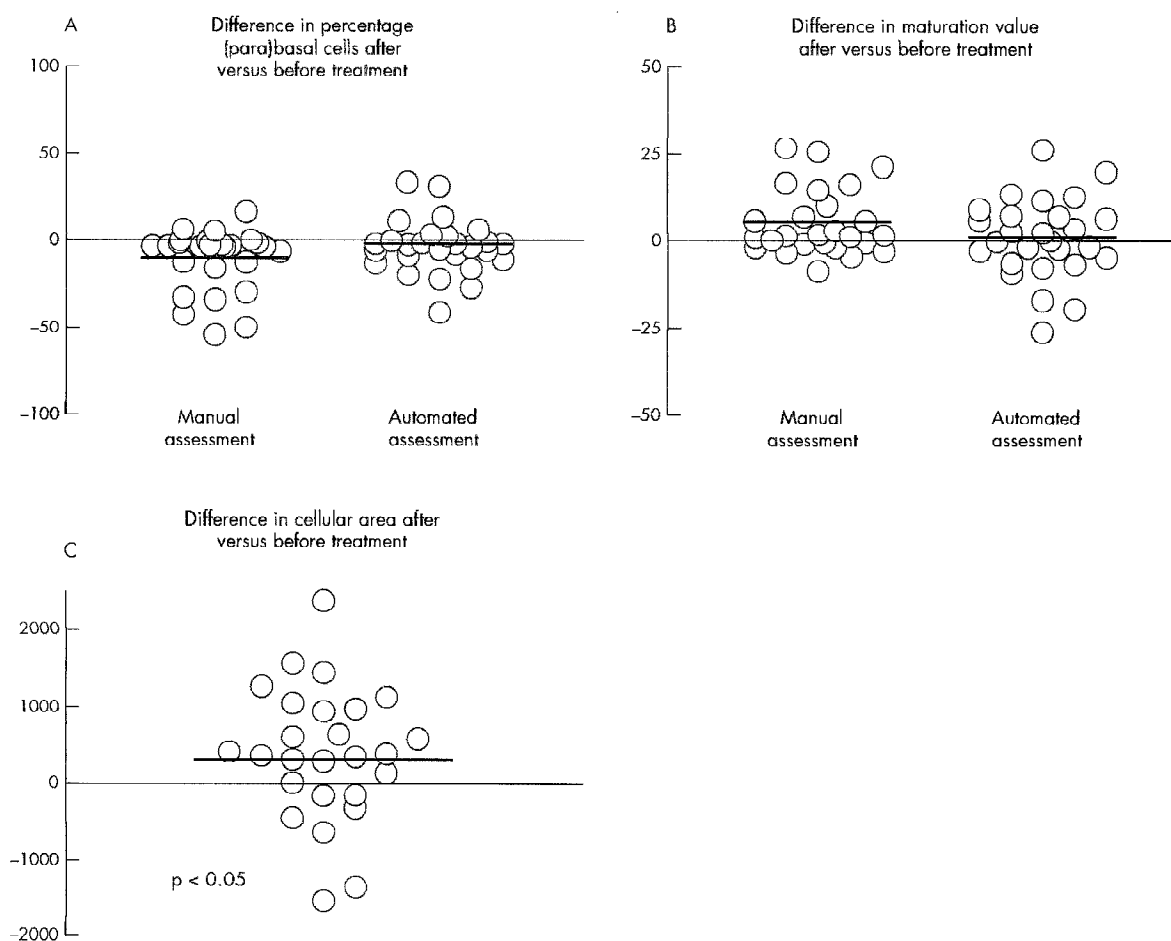 A
Difference in percentage
(para)basal cells after
versus before treatment
100
50
0
–50
–100
Manual
assessment
Automated
assessment
B
Difference in maturation value
after versus before treatment
50
25
0
–25
–50
Manual
assessment
Automated
assessment
C
Difference in cellular area after
versus before treatment
2000
1000
0
–1000
–2000
p < 0.05